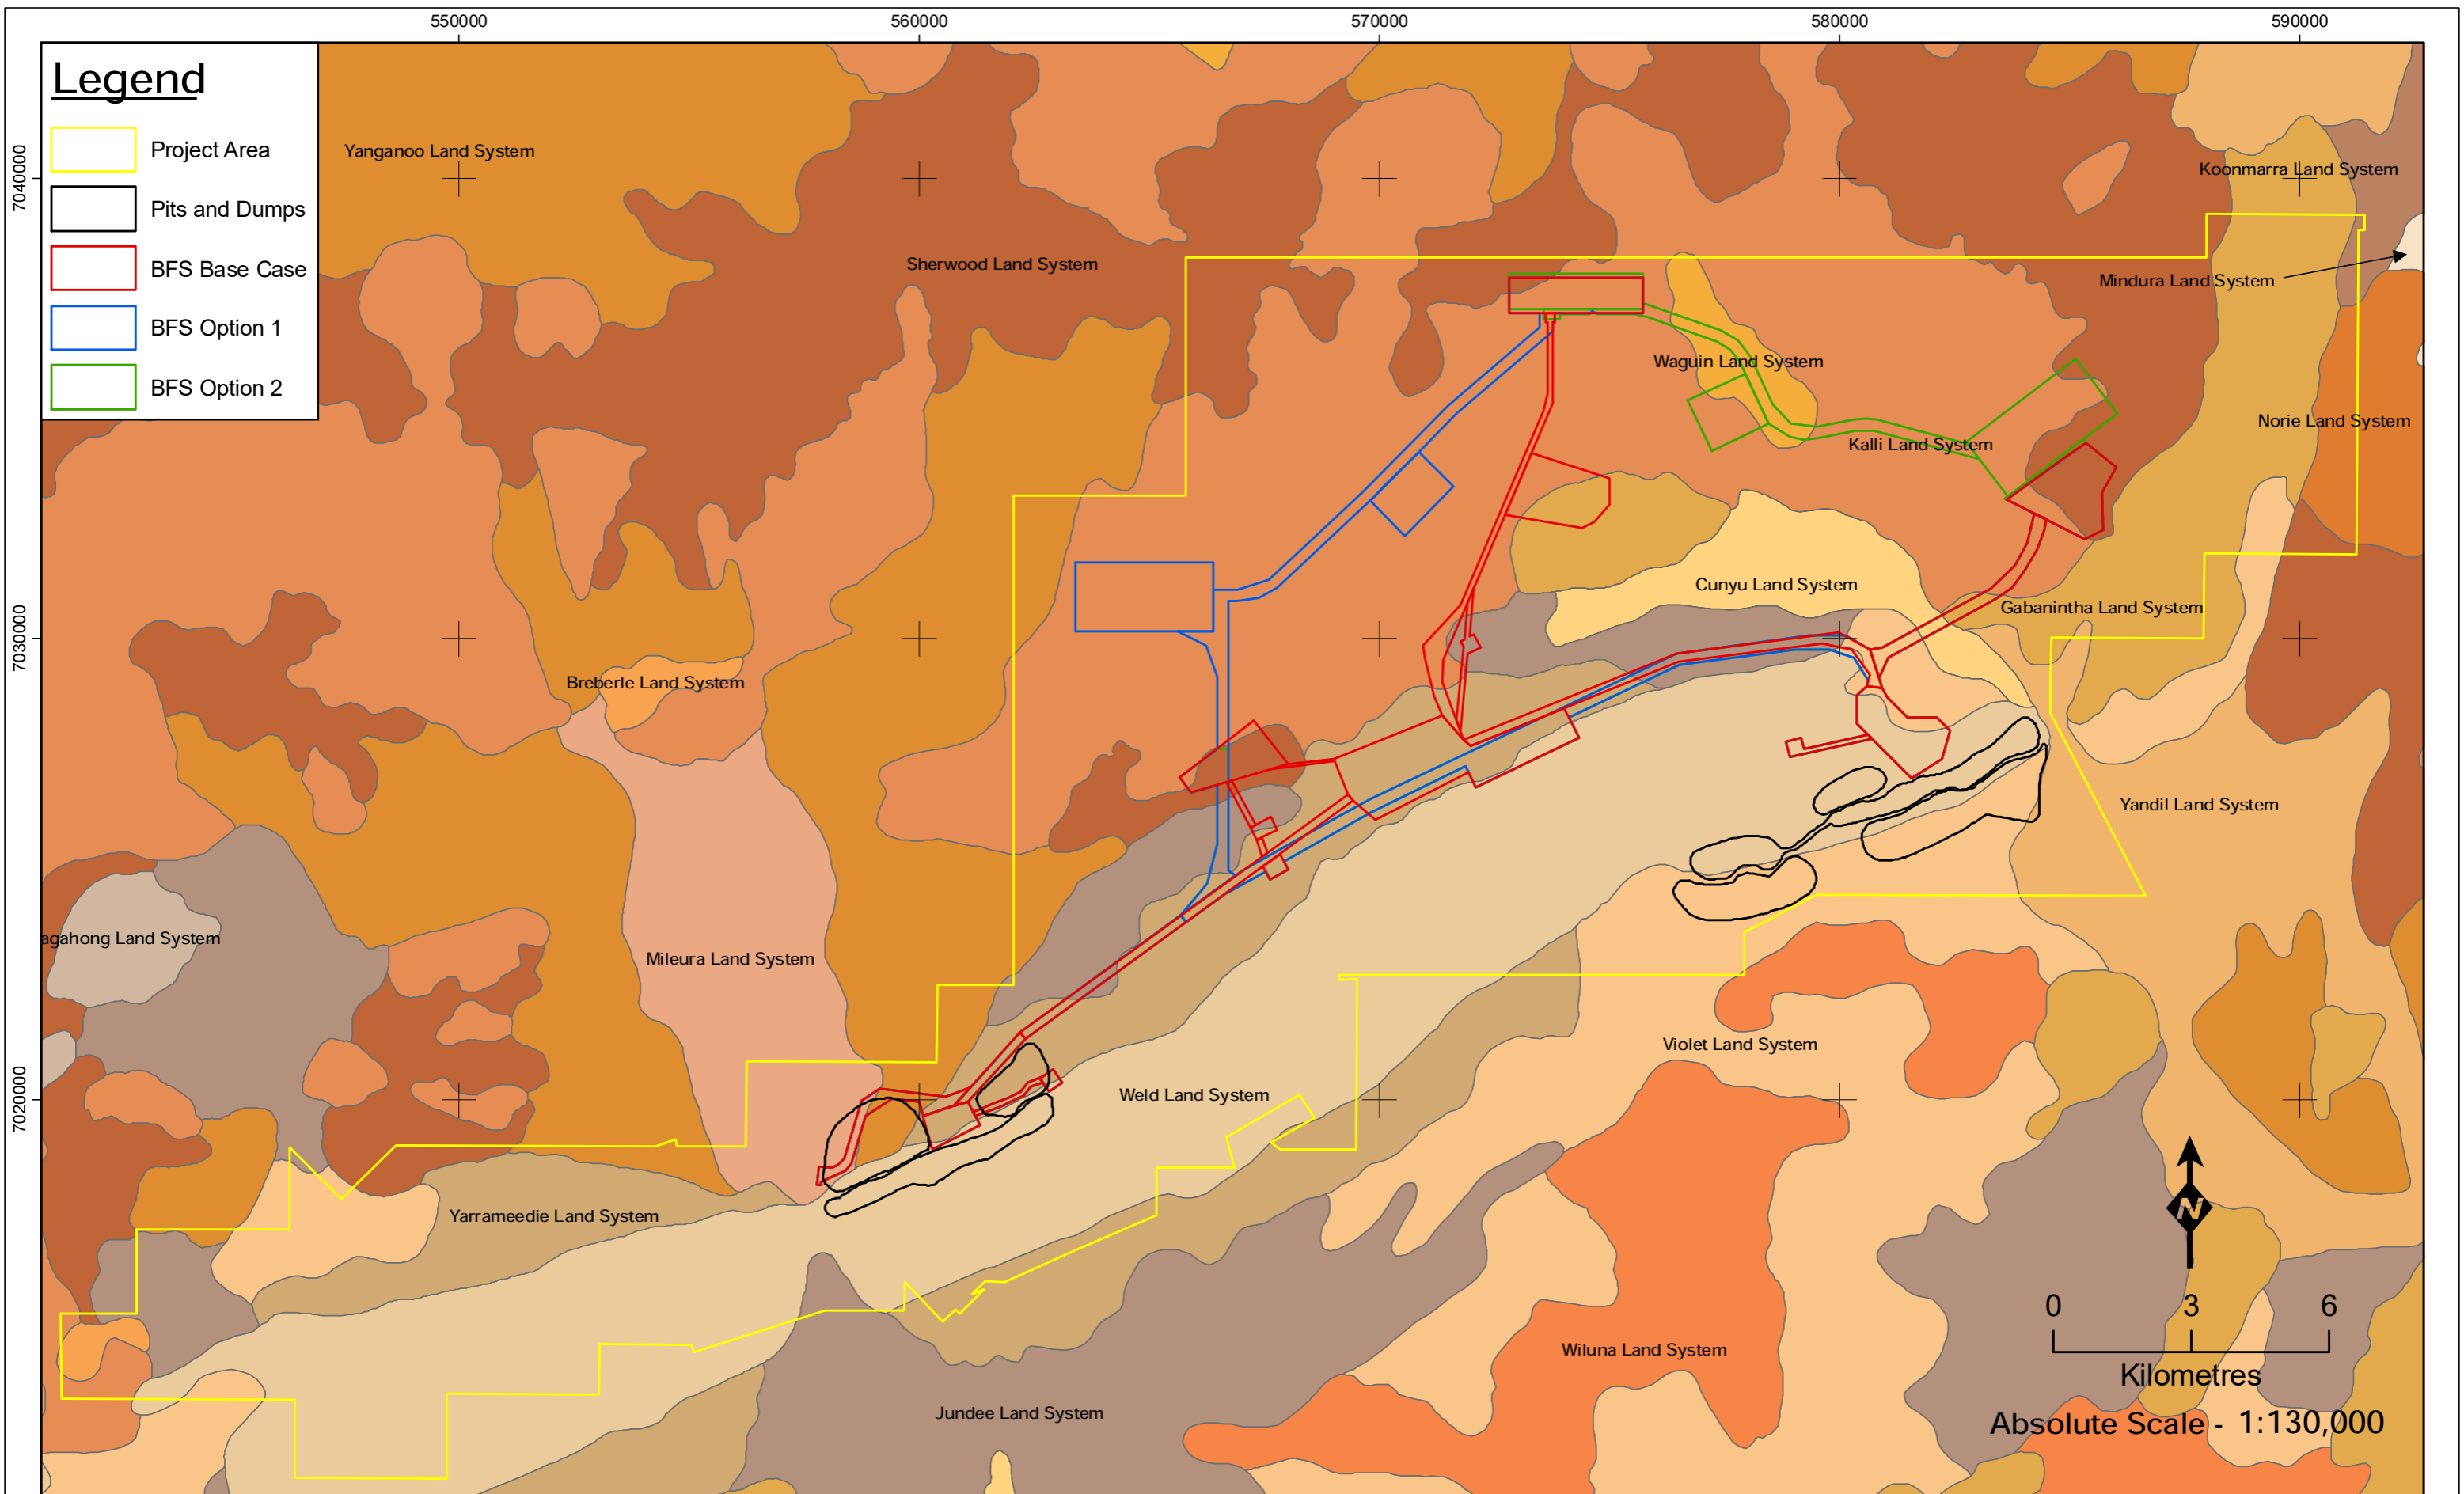 550000
560000
570000
580000
590000
Legend
Project Area
Pits and Dumps
BFS Base Case
BFS Option 1
BFS Option 2
7040000
7030000
7020000
Yanganoo Land System
Sherwood Land System
Koonmarra Land System
Mindura Land System
Waguin Land System
Norie Land System
Kalli Land System
Cunyu Land System
Gabanintha Land System
Breberle Land System
Yandil Land System
agahong Land System
Mileura Land System
Violet Land System
Weld Land System
Yarrameedie Land System
Wiluna Land System
Jundee Land System
N
0 3 6
Kilometres
Absolute Scale - 1:130,000